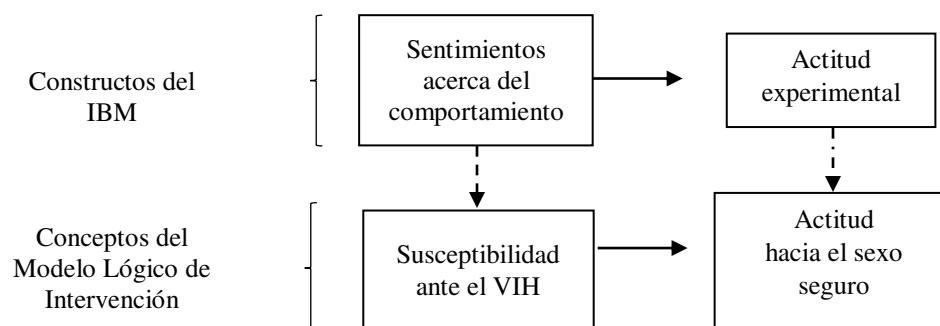 Constructos del
IBM
Sentimientos
acerca del
comportamiento
Actitud
experimental
Conceptos del
Modelo Lógico de
Intervención
Susceptibilidad
ante el VIH
Actitud
hacia el sexo
seguro